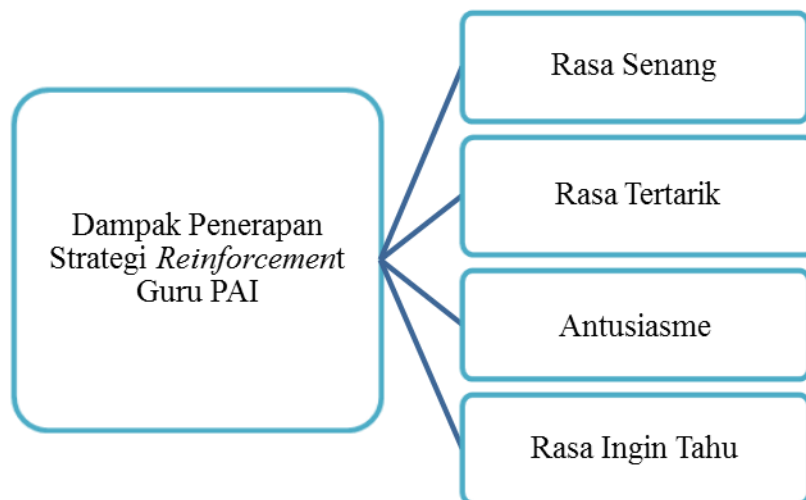 Dampak Penerapan
Strategi Reinforcement
Guru PAI
Rasa Senang
Rasa Tertarik
Antusiasme
Rasa Ingin Tahu